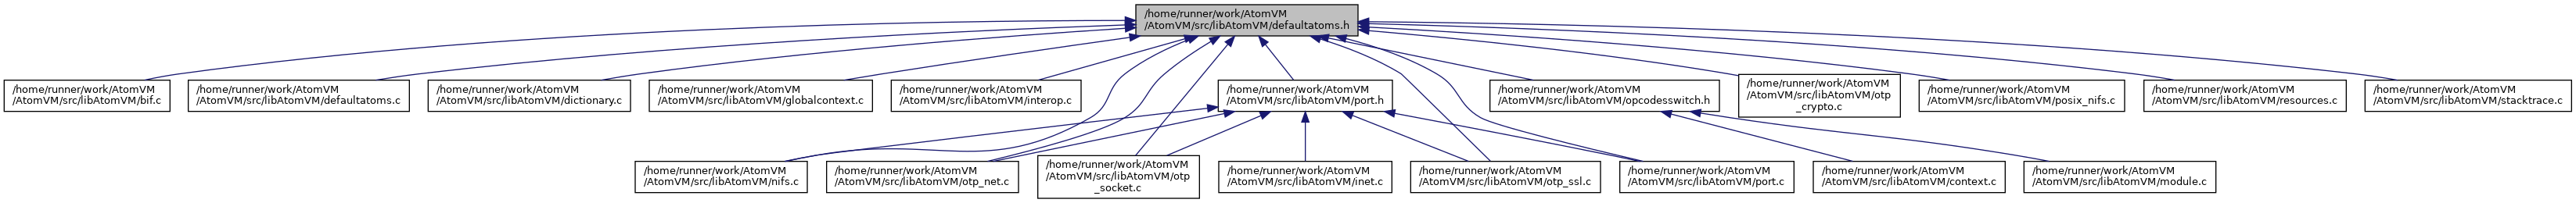 /home/runner/work/AtomVM
/AtomVM/src/libAtomVM/defaultatoms.h
/home/runner/work/AtomVM
/AtomVM/src/libAtomVM/bif.c
/home/runner/work/AtomVM
/AtomVM/src/libAtomVM/defaultatoms.c
/home/runner/work/AtomVM
/AtomVM/src/libAtomVM/dictionary.c
/home/runner/work/AtomVM
/AtomVM/src/libAtomVM/globalcontext.c
/home/runner/work/AtomVM
/AtomVM/src/libAtomVM/interop.c
/home/runner/work/AtomVM
/AtomVM/src/libAtomVM/port.h
/home/runner/work/AtomVM
/AtomVM/src/libAtomVM/opcodesswitch.h
/home/runner/work/AtomVM
/AtomVM/src/libAtomVM/otp
_crypto.c
/home/runner/work/AtomVM
/AtomVM/src/libAtomVM/posix_nifs.c
/home/runner/work/AtomVM
/AtomVM/src/libAtomVM/resources.c
/home/runner/work/AtomVM
/AtomVM/src/libAtomVM/stacktrace.c
/home/runner/work/AtomVM
/AtomVM/src/libAtomVM/nifs.c
/home/runner/work/AtomVM
/AtomVM/src/libAtomVM/otp_net.c
/home/runner/work/AtomVM
/AtomVM/src/libAtomVM/otp
_socket.c
/home/runner/work/AtomVM
/AtomVM/src/libAtomVM/inet.c
/home/runner/work/AtomVM
/AtomVM/src/libAtomVM/otp_ssl.c
/home/runner/work/AtomVM
/AtomVM/src/libAtomVM/port.c
/home/runner/work/AtomVM
/AtomVM/src/libAtomVM/context.c
/home/runner/work/AtomVM
/AtomVM/src/libAtomVM/module.c